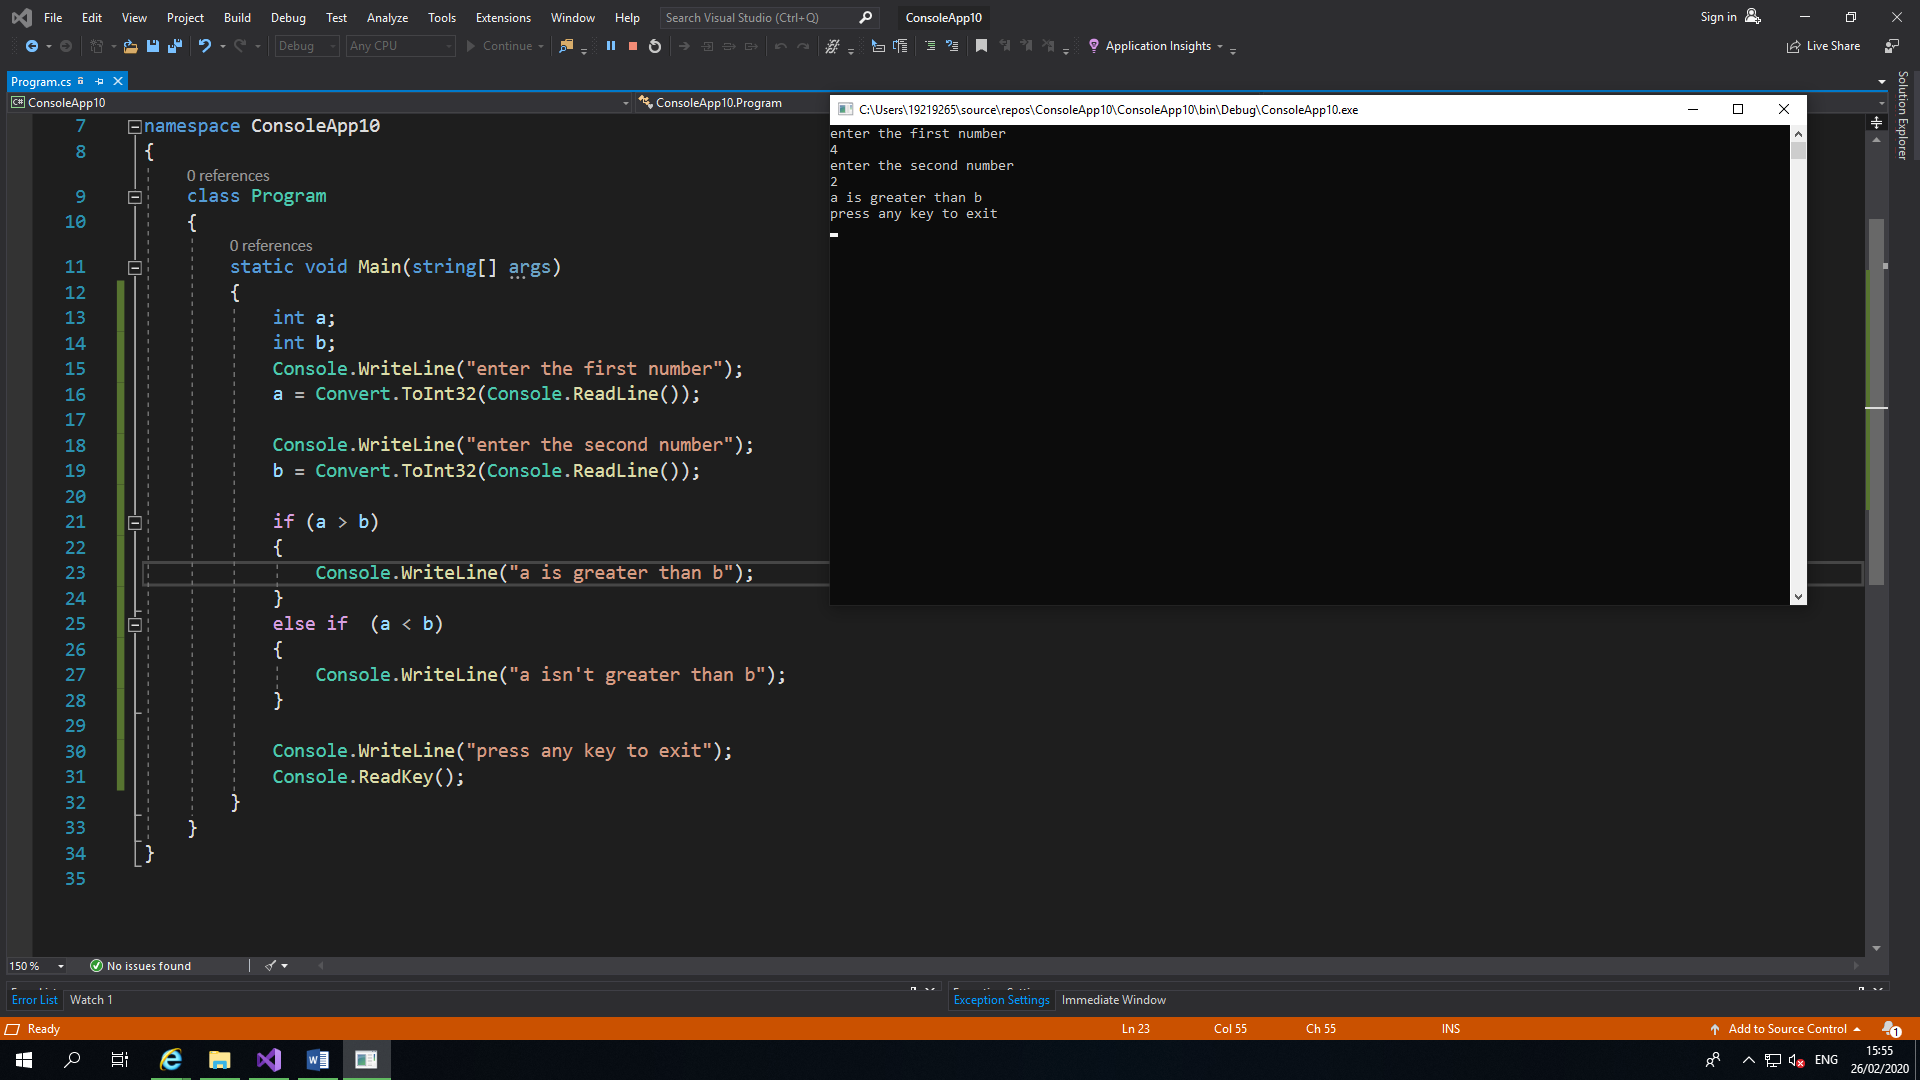 File Edit View Project Build Debug Test Analyze Tools Extensions Window Help Search Visual Studio (Ctrl+Q) ConsoleApp10 Sign in
Debug Any CPU Continue Application Insights Live Share
Program.cs
ConsoleApp10 ConsoleApp10.Program
Solution Explorer
7 namespace ConsoleApp10
8 {
0 references
9 class Program
10 {
0 references
11 static void Main(string[] args)
12 {
13 int a;
14 int b;
15 Console.WriteLine("enter the first number");
16 a = Convert.ToInt32(Console.ReadLine());
17
18 Console.WriteLine("enter the second number");
19 b = Convert.ToInt32(Console.ReadLine());
20
21 if (a > b)
22 {
23 Console.WriteLine("a is greater than b");
24 }
25 else if  (a < b)
26 {
27 Console.WriteLine("a isn't greater than b");
28 }
29
30 Console.WriteLine("press any key to exit");
31 Console.ReadKey();
32 }
33 }
34 }
35
C:\Users\19219265\source\repos\ConsoleApp10\ConsoleApp10\bin\Debug\ConsoleApp10.exe
enter the first number
4
enter the second number
2
a is greater than b
press any key to exit
150 % No issues found
Error List Watch 1 Exception Settings Immediate Window
Ready Ln 23 Col 55 Ch 55 INS Add to Source Control 1
ENG 15:55
26/02/2020